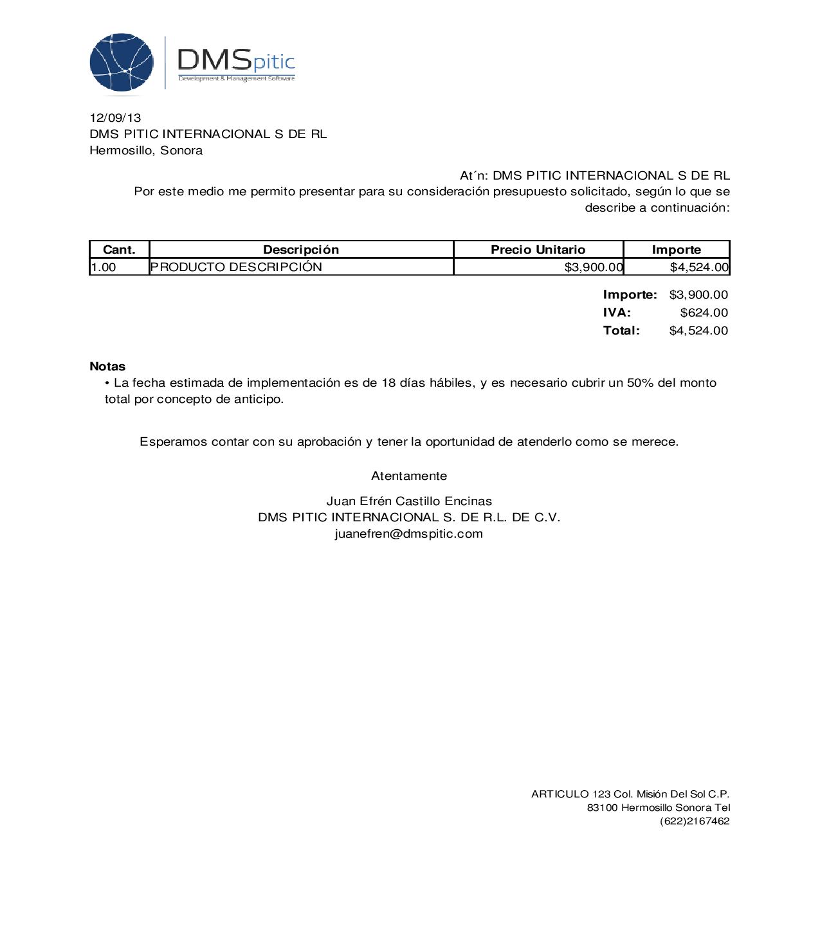 DMSpitic
Development & Management Software
12/09/13
DMS PITIC INTERNACIONAL S DE RL
Hermosillo, Sonora
At´n: DMS PITIC INTERNACIONAL S DE RL
Por este medio me permito presentar para su consideración presupuesto solicitado, según lo que se
describe a continuación:
Cant. Descripción Precio Unitario Importe
1.00 PRODUCTO DESCRIPCIÓN $3,900.00 $4,524.00
Importe: $3,900.00
IVA: $624.00
Total: $4,524.00
Notas
• La fecha estimada de implementación es de 18 días hábiles, y es necesario cubrir un 50% del monto
total por concepto de anticipo.
Esperamos contar con su aprobación y tener la oportunidad de atenderlo como se merece.
Atentamente
Juan Efrén Castillo Encinas
DMS PITIC INTERNACIONAL S. DE R.L. DE C.V.
juanefren@dmspitic.com
ARTICULO 123 Col. Misión Del Sol C.P.
83100 Hermosillo Sonora Tel
(622)2167462